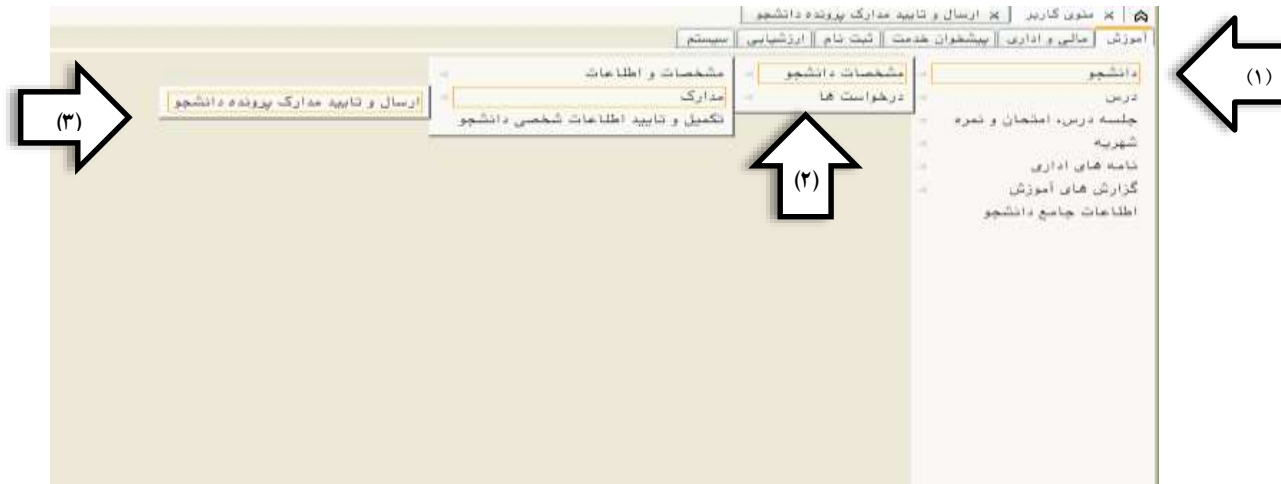 منوی کاربر ارسال و تایید مدارک پرونده دانشجو
آموزش مالی و اداری پیشخوان خدمت ثبت نام ارزشیابی سیستم
(۱)
دانشجو
درس
جلسه درس، امتحان و نمره
شهریه
نامه های اداری
گزارش های آموزش
اطلاعات جامع دانشجو
مشخصات دانشجو
درخواست ها
(۲)
مشخصات و اطلاعات
مدارک
تکمیل و تایید اطلاعات شخصی دانشجو
ارسال و تایید مدارک پرونده دانشجو
(۳)